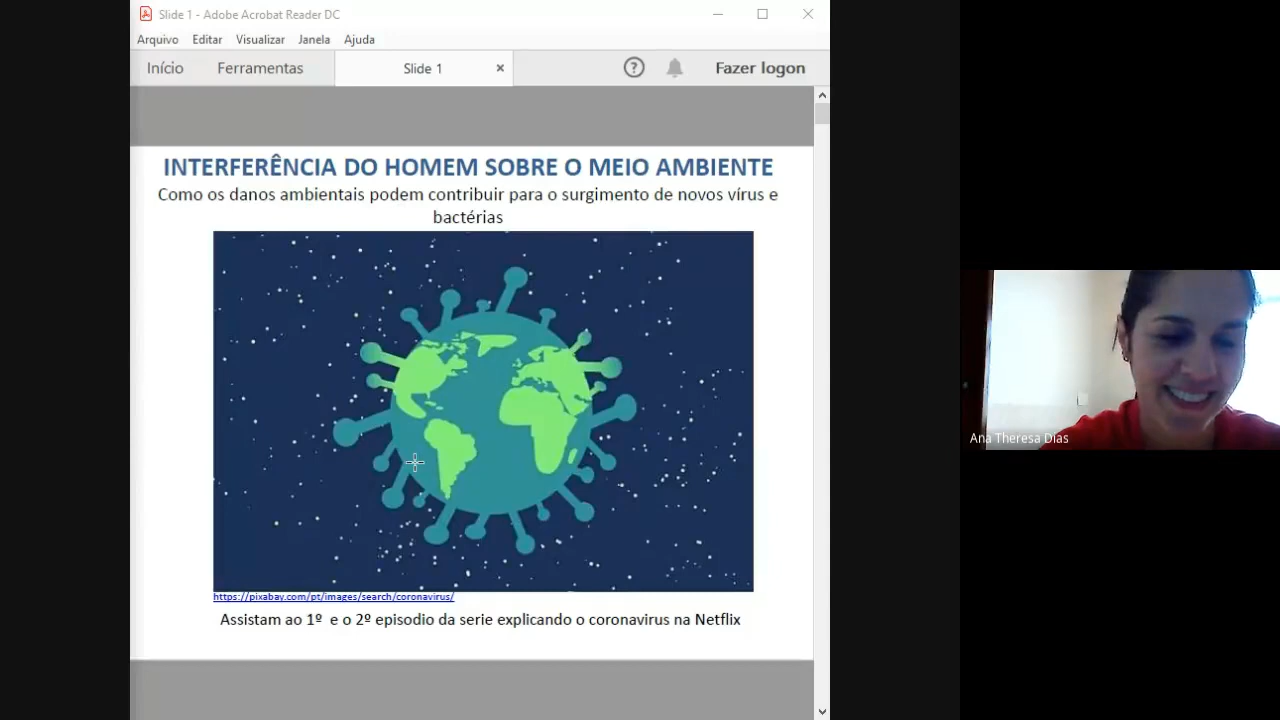 Slide 1 - Adobe Acrobat Reader DC
Arquivo Editar Visualizar Janela Ajuda
Início Ferramentas Slide 1 Fazer logon
INTERFERÊNCIA DO HOMEM SOBRE O MEIO AMBIENTE
Como os danos ambientais podem contribuir para o surgimento de novos vírus e
bactérias
https://pixabay.com/pt/images/search/coronavirus/
Assistam ao 1º e o 2º episodio da serie explicando o coronavirus na Netflix
Ana Theresa Dias